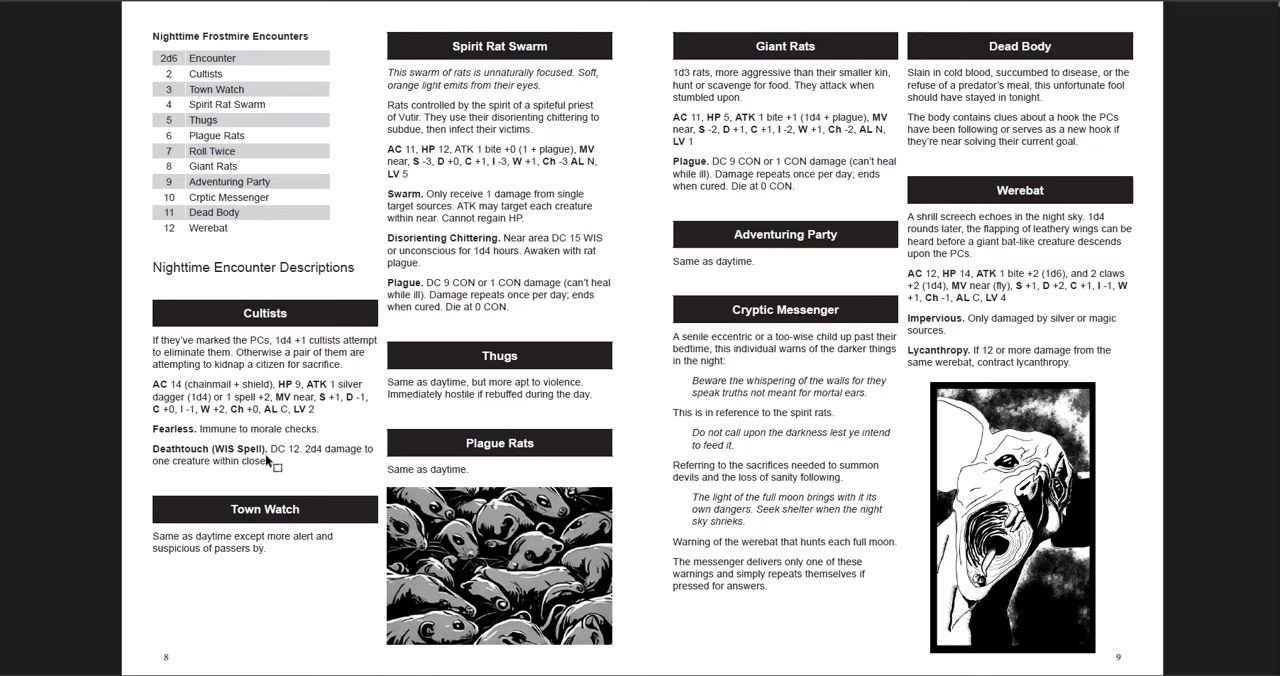 Nighttime Frostmire Encounters
2d6 Encounter
2 Cultists
3 Town Watch
4 Spirit Rat Swarm
5 Thugs
6 Plague Rats
7 Roll Twice
8 Giant Rats
9 Adventuring Party
10 Crptic Messenger
11 Dead Body
12 Werebat
Nighttime Encounter Descriptions
Cultists
If they've marked the PCs, 1d4 +1 cultists attempt
to eliminate them. Otherwise a pair of them are
attempting to kidnap a citizen for sacrifice.
AC 14 (chainmail + shield), HP 9, ATK 1 silver
dagger (1d4) or 1 spell +2, MV near, S +1, D -1,
C +0, I -1, W +2, Ch +0, AL C, LV 2
Fearless. Immune to morale checks.
Deathtouch (WIS Spell). DC 12. 2d4 damage to
one creature within close.
Town Watch
Same as daytime except more alert and
suspicious of passers by.
8
Spirit Rat Swarm
This swarm of rats is unnaturally focused. Soft,
orange light emits from their eyes.
Rats controlled by the spirit of a spiteful priest
of Vutir. They use their disorienting chittering to
subdue, then infect their victims.
AC 11, HP 12, ATK 1 bite +0 (1 + plague), MV
near, S -3, D +0, C +1, I -3, W +1, Ch -3 AL N,
LV 5
Swarm. Only receive 1 damage from single
target sources. ATK may target each creature
within near. Cannot regain HP.
Disorienting Chittering. Near area DC 15 WIS
or unconscious for 1d4 hours. Awaken with rat
plague.
Plague. DC 9 CON or 1 CON damage (can't heal
while ill). Damage repeats once per day; ends
when cured. Die at 0 CON.
Thugs
Same as daytime, but more apt to violence.
Immediately hostile if rebuffed during the day.
Plague Rats
Same as daytime.
Giant Rats
1d3 rats, more aggressive than their smaller kin,
hunt or scavenge for food. They attack when
stumbled upon.
AC 11, HP 5, ATK 1 bite +1 (1d4 + plague), MV
near, S -2, D +1, C +1, I -2, W +1, Ch -2, AL N,
LV 1
Plague. DC 9 CON or 1 CON damage (can't heal
while ill). Damage repeats once per day; ends
when cured. Die at 0 CON.
Adventuring Party
Same as daytime.
Cryptic Messenger
A senile eccentric or a too-wise child up past their
bedtime, this individual warns of the darker things
in the night:
Beware the whispering of the walls for they
speak truths not meant for mortal ears.
This is in reference to the spirit rats.
Do not call upon the darkness lest ye intend
to feed it.
Referring to the sacrifices needed to summon
devils and the loss of sanity following.
The light of the full moon brings with it its
own dangers. Seek shelter when the night
sky shrieks.
Warning of the werebat that hunts each full moon.
The messenger delivers only one of these
warnings and simply repeats themselves if
pressed for answers.
Dead Body
Slain in cold blood, succumbed to disease, or the
refuse of a predator's meal, this unfortunate fool
should have stayed in tonight.
The body contains clues about a hook the PCs
have been following or serves as a new hook if
they're near solving their current goal.
Werebat
A shrill screech echoes in the night sky. 1d4
rounds later, the flapping of leathery wings can be
heard before a giant bat-like creature descends
upon the PCs.
AC 12, HP 14, ATK 1 bite +2 (1d6), and 2 claws
+2 (1d4), MV near (fly), S +1, D +2, C +1, I -1, W
+1, Ch -1, AL C, LV 4
Impervious. Only damaged by silver or magic
sources.
Lycanthropy. If 12 or more damage from the
same werebat, contract lycanthropy.
9